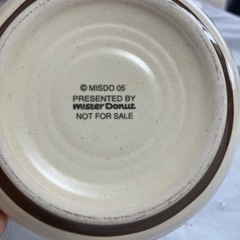 © MISDO 05
PRESENTED BY
mister Donut
NOT FOR SALE